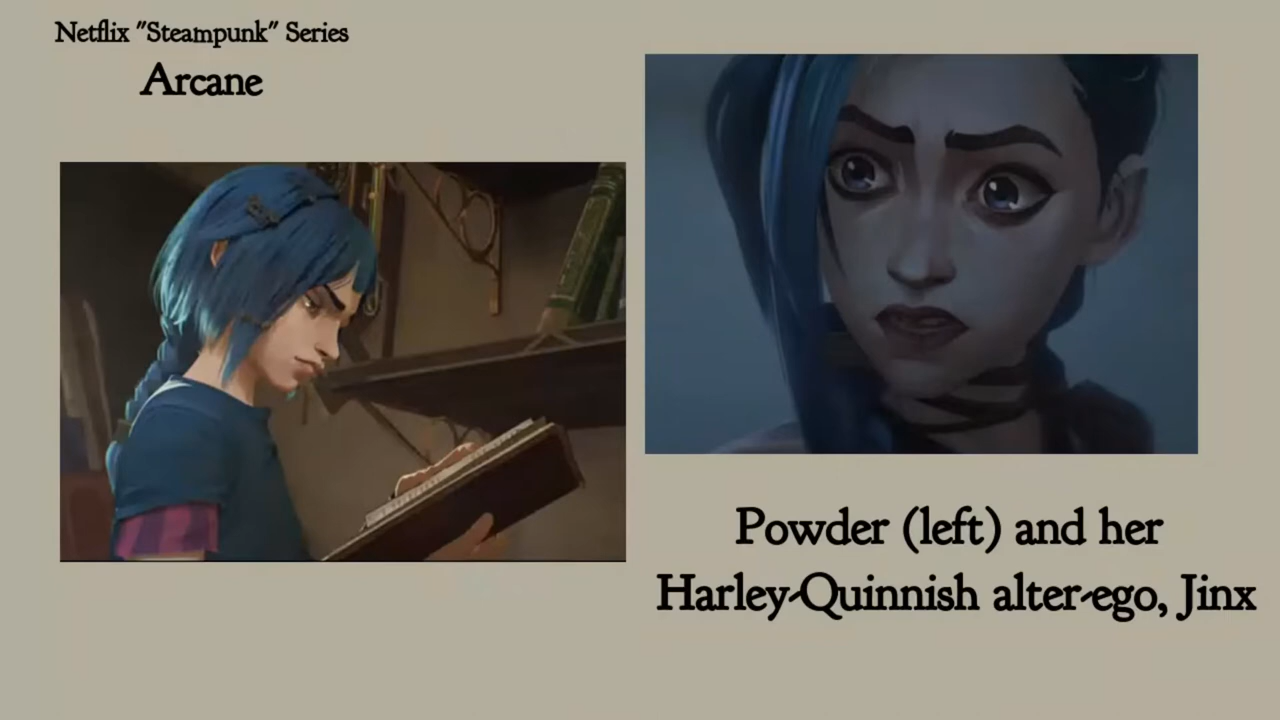 Netflix "Steampunk" Series
Arcane
Powder (left) and her
Harley-Quinnish alter-ego, Jinx